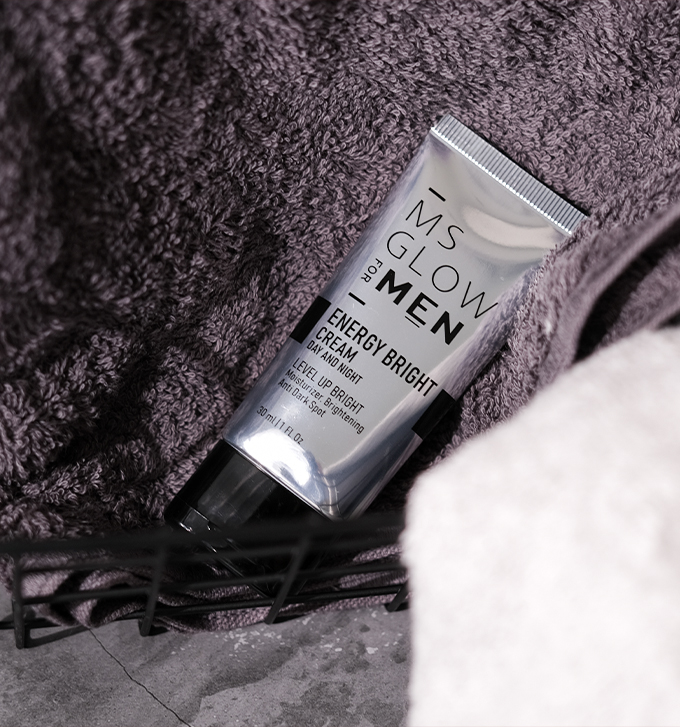 MS
GLOW
FOR
MEN
ENERGY BRIGHT
CREAM
DAY AND NIGHT
LEVEL UP BRIGHT
Moisturizer, Brightening
Anti Dark Spot
30 ml | 1 FL Oz